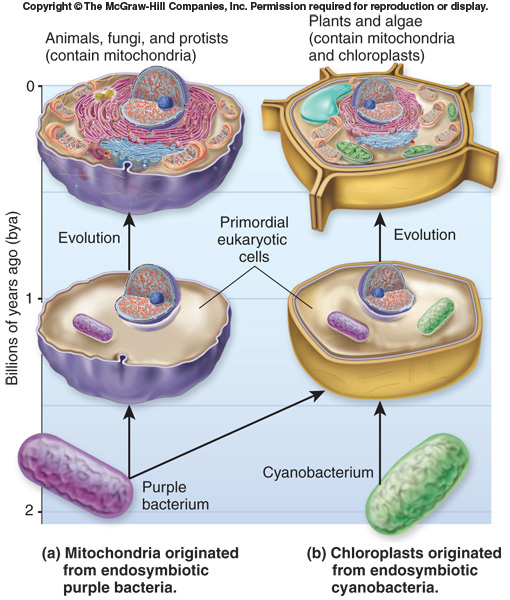 Copyright © The McGraw-Hill Companies, Inc. Permission required for reproduction or display.
Animals, fungi, and protists
(contain mitochondria)
Plants and algae
(contain mitochondria
and chloroplasts)
Billions of years ago (bya)
0
Evolution
Primordial
eukaryotic
cells
Evolution
1
Purple
bacterium
Cyanobacterium
2
(a) Mitochondria originated
from endosymbiotic
purple bacteria.
(b) Chloroplasts originated
from endosymbiotic
cyanobacteria.